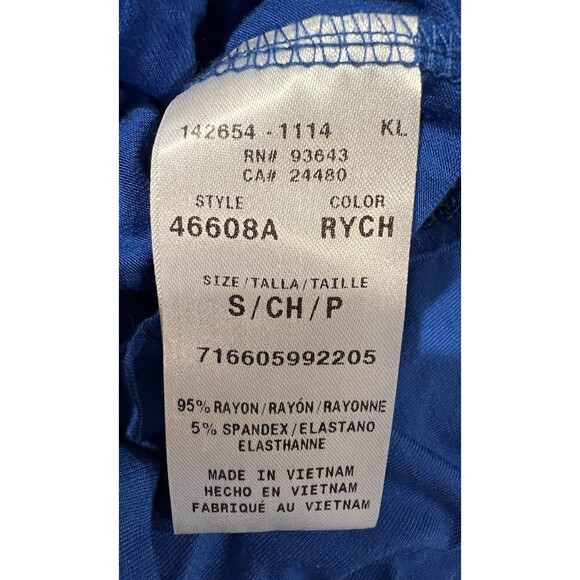 142654 - 1114 KL
RN# 93643
CA# 24480
STYLE COLOR
46608A RYCH
SIZE/TALLA/TAILLE
S/CH/P
716605992205
95% RAYON/RAYÓN/RAYONNE
5% SPANDEX/ELASTANO
ELASTHANNE
MADE IN VIETNAM
HECHO EN VIETNAM
FABRIQUÉ AU VIETNAM